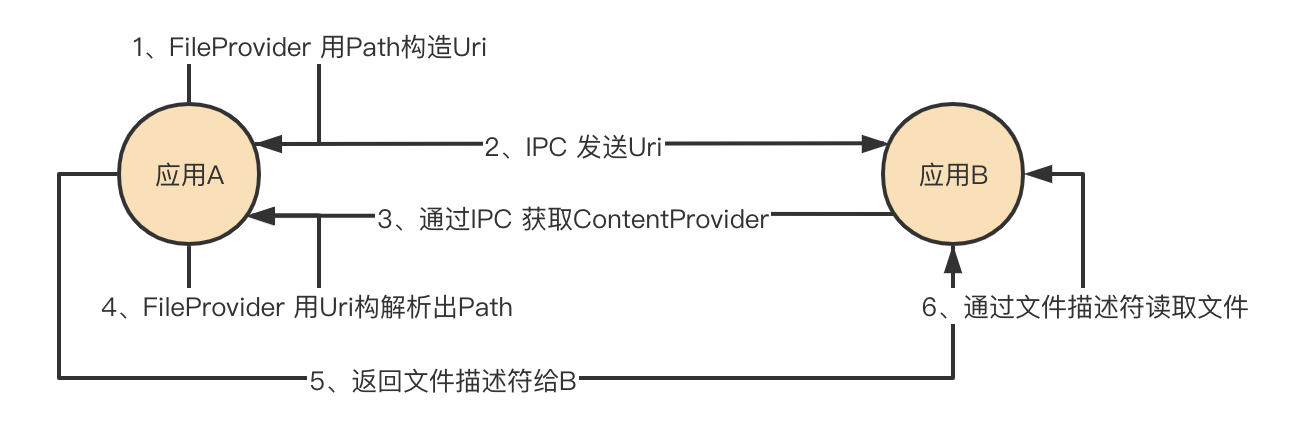 1、FileProvider 用Path构造Uri
2、IPC 发送Uri
应用A
应用B
3、通过IPC 获取ContentProvider
4、FileProvider 用Uri构解析出Path
6、通过文件描述符读取文件
5、返回文件描述符给B